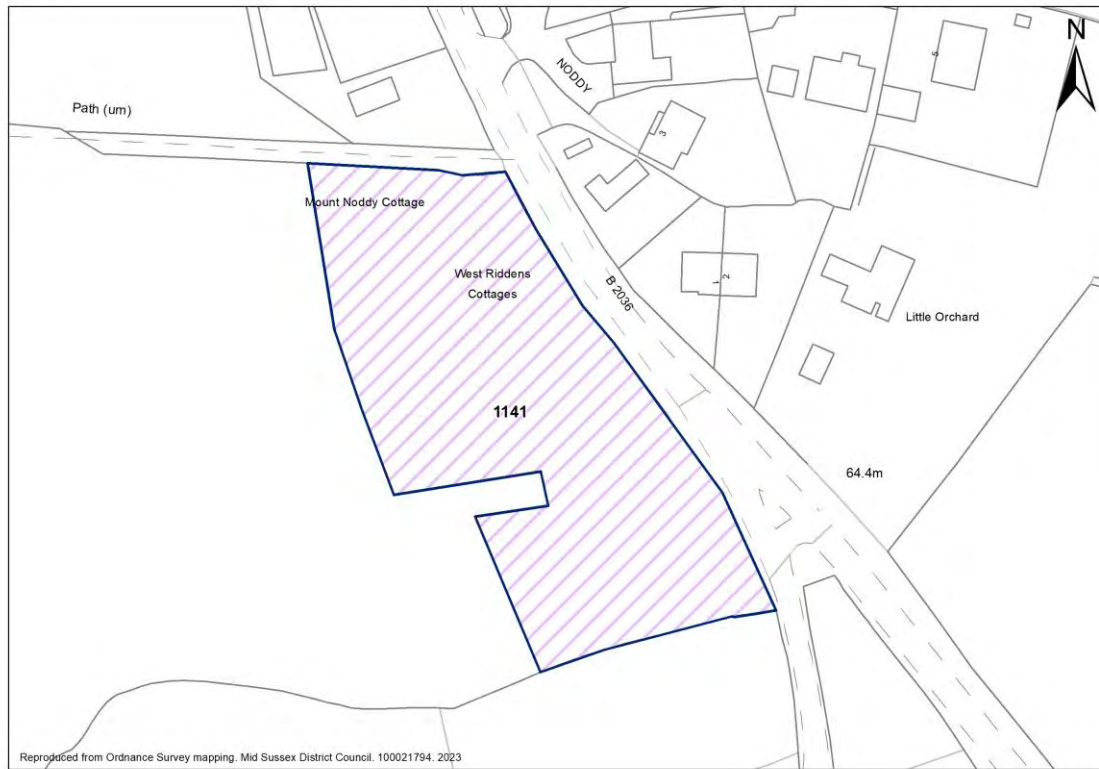 N
NODDY
5
Path (um)
3
Mount Noddy Cottage
West Riddens
Cottages
B 2036
1
2
Little Orchard
1141
64.4m
Reproduced from Ordnance Survey mapping. Mid Sussex District Council. 100021794. 2023